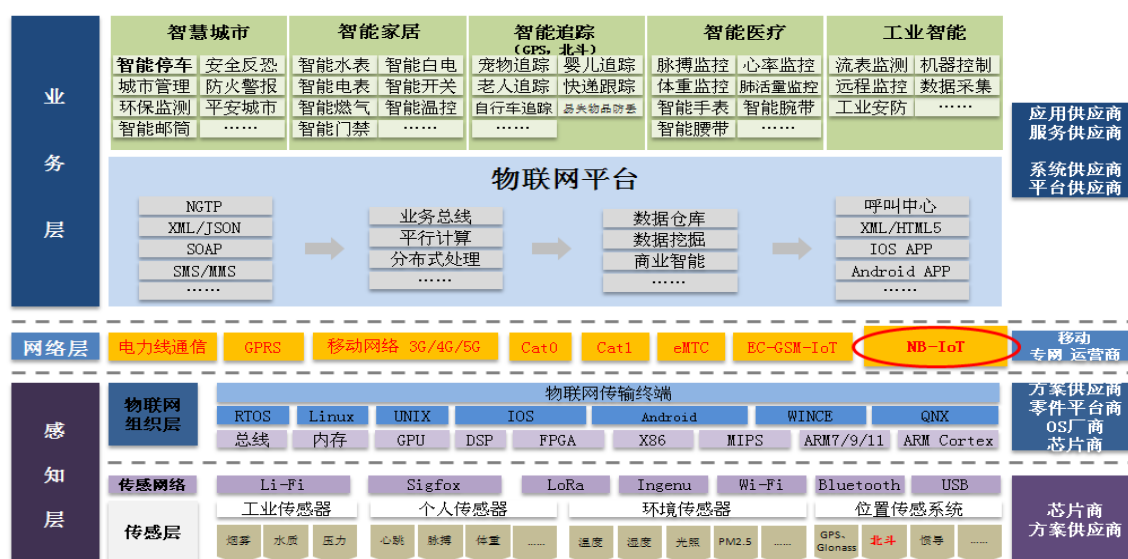 业
务
层
智慧城市
智能停车 安全反恐
城市管理 防火警报
环保监测 平安城市
智能邮筒 ……
智能家居
智能水表 智能白电
智能电表 智能开关
智能燃气 智能温控
智能门禁 ……
智能追踪
(GPS, 北斗)
宠物追踪 婴儿追踪
老人追踪 快递跟踪
自行车追踪 易失物品防丢
……
智能医疗
脉搏监控 心率监控
体重监控 肺活量监控
智能手表 智能腕带
智能腰带 ……
工业智能
流表监测 机器控制
远程监控 数据采集
工业安防 ……
应用供应商
服务供应商
系统供应商
平台供应商
物联网平台
NGTP
XML/JSON
SOAP
SMS/MMS
……
业务总线
平行计算
分布式处理
……
数据仓库
数据挖掘
商业智能
……
呼叫中心
XML/HTML5
IOS APP
Android APP
……
网络层
电力线通信 GPRS 移动网络 3G/4G/5G Cat0 Cat1 eMTC EC-GSM-IoT NB-IoT
移动
专网 运营商
感
知
层
物联网
组织层
物联网传输终端
RTOS Linux UNIX IOS Android WINCE QNX
总线 内存 GPU DSP FPGA X86 MIPS ARM7/9/11 ARM Cortex
方案供应商
零件平台商
OS厂商
芯片商
传感网络
Li-Fi Sigfox LoRa Ingenu Wi-Fi Bluetooth USB
传感层
工业传感器 个人传感器 环境传感器 位置传感系统
烟雾 水质 压力 心跳 脉搏 体重 …… 温度 湿度 光照 PM2.5 …… GPS、Glonass 北斗 惯导 ……
芯片商
方案供应商